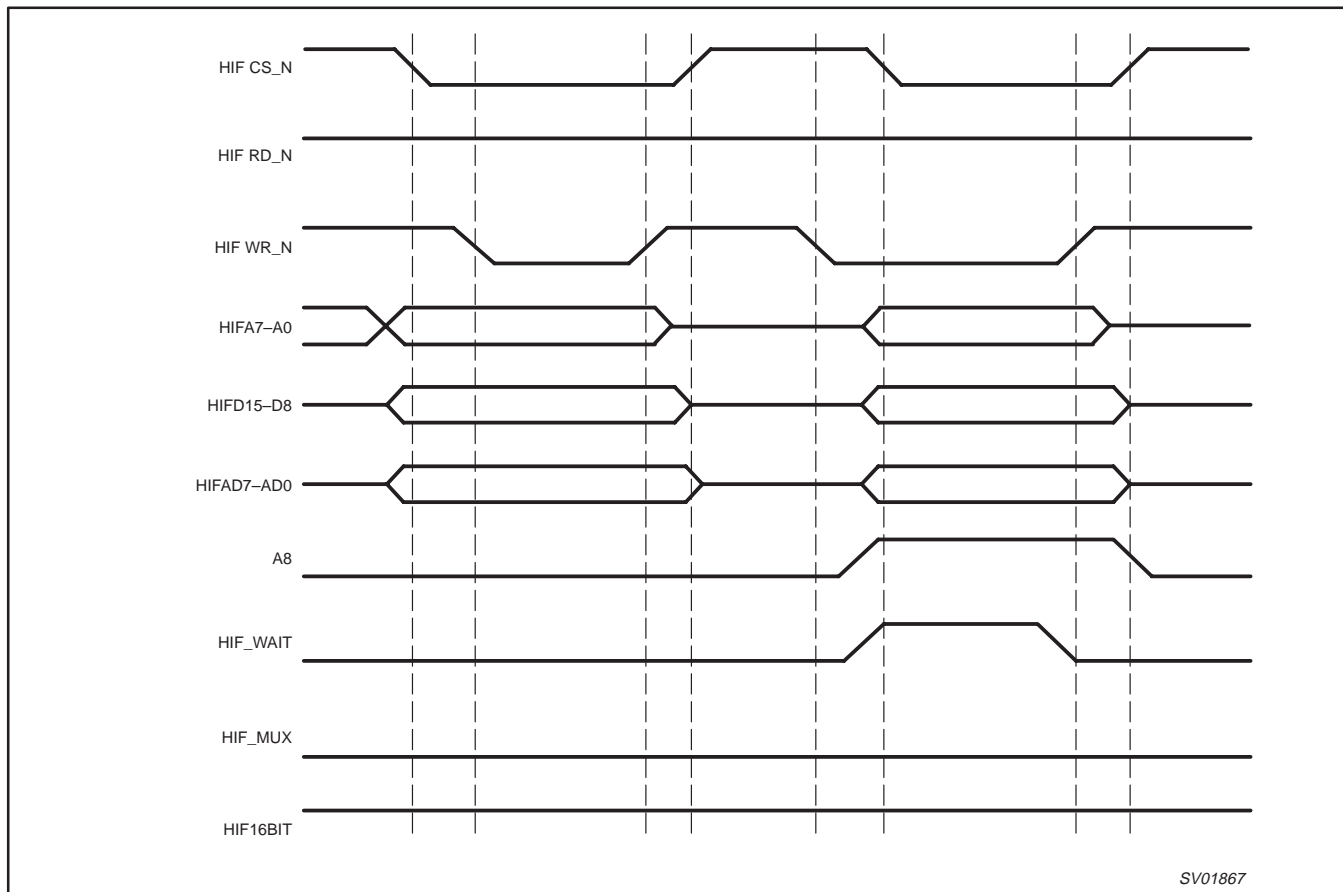 HIF CS_N
HIF RD_N
HIF WR_N
HIFA7–A0
HIFD15–D8
HIFAD7–AD0
A8
HIF_WAIT
HIF_MUX
HIF16BIT
SV01867